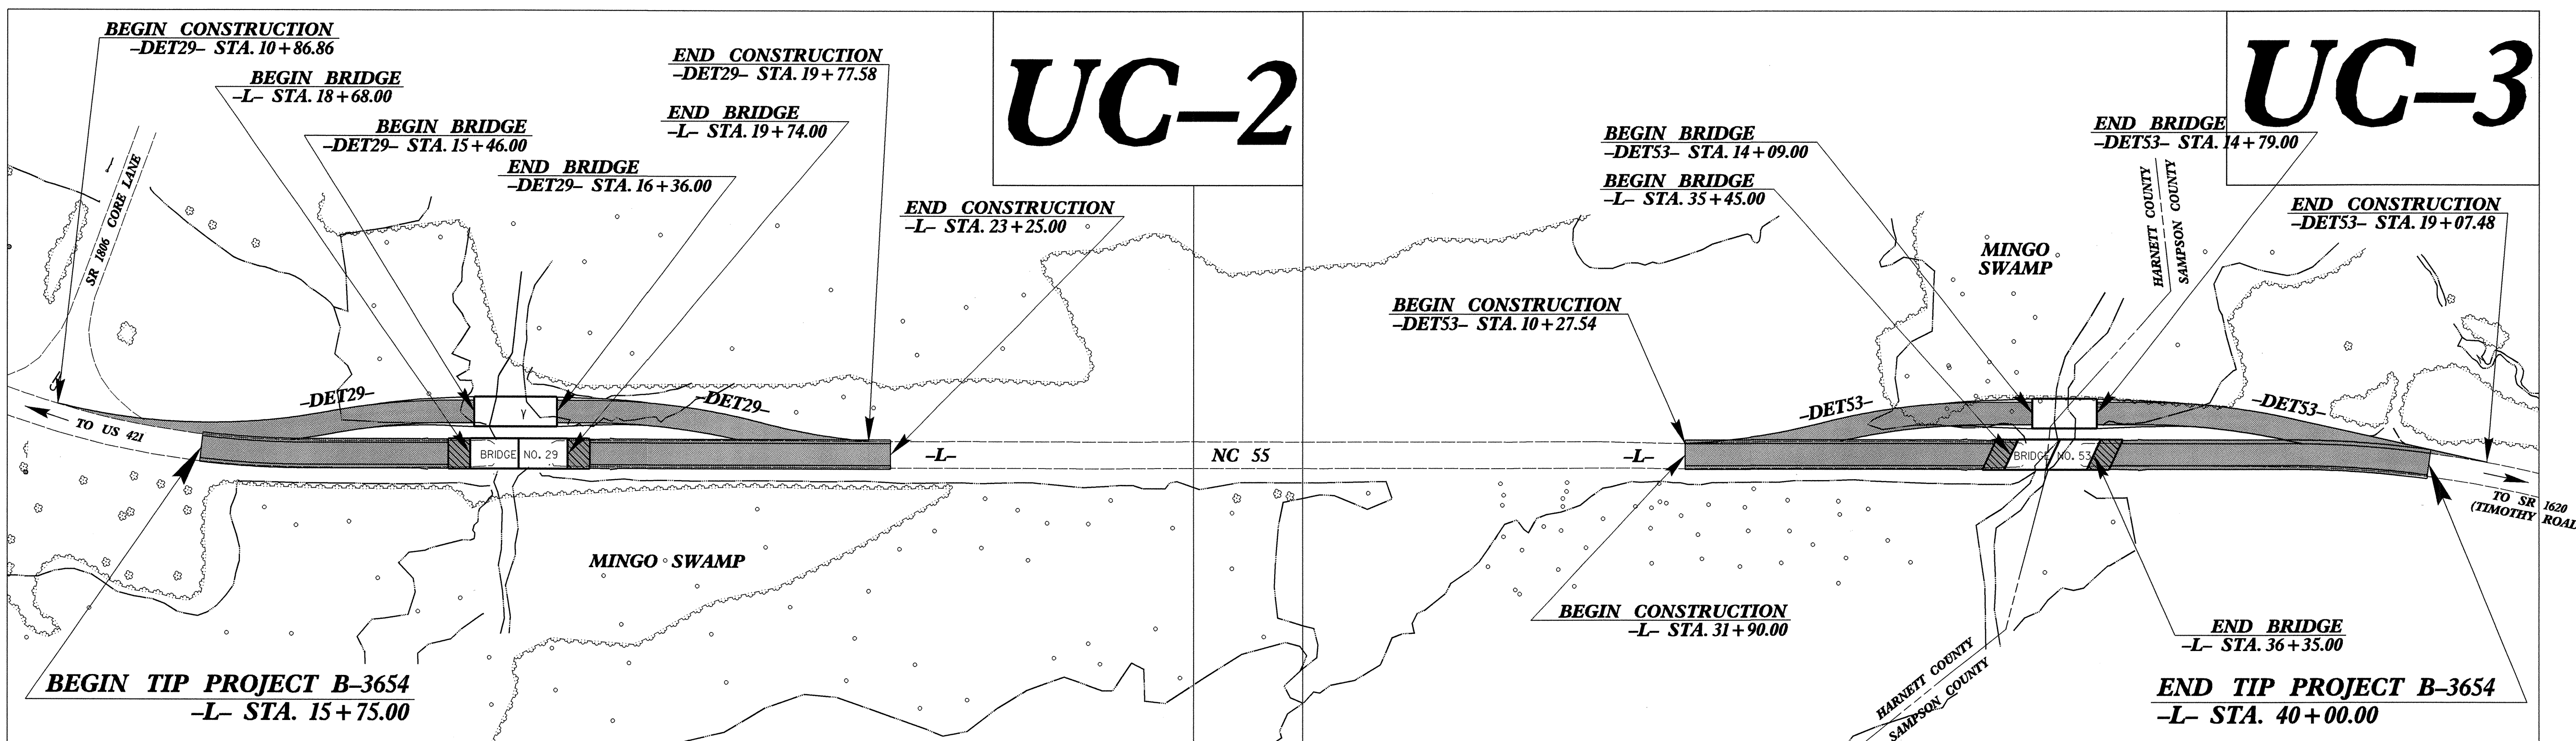 BEGIN CONSTRUCTION
–DET29– STA. 10+86.86
BEGIN BRIDGE
–L– STA. 18+68.00
BEGIN BRIDGE
–DET29– STA. 15+46.00
END BRIDGE
–DET29– STA. 16+36.00
END CONSTRUCTION
–DET29– STA. 19+77.58
END BRIDGE
–L– STA. 19+74.00
END CONSTRUCTION
–L– STA. 23+25.00
UC–2
UC–3
BEGIN BRIDGE
–DET53– STA. 14+09.00
BEGIN BRIDGE
–L– STA. 35+45.00
END BRIDGE
–DET53– STA. 14+79.00
HARNETT COUNTY
SAMPSON COUNTY
END CONSTRUCTION
–DET53– STA. 19+07.48
MINGO
SWAMP
BEGIN CONSTRUCTION
–DET53– STA. 10+27.54
SR 1806 CORE LANE
–DET29–
–DET29–
–DET53–
–DET53–
TO US 421
BRIDGE NO. 29
–L–
NC 55
–L–
BRIDGE NO. 53
TO SR 1620
(TIMOTHY ROAD
MINGO SWAMP
BEGIN CONSTRUCTION
–L– STA. 31+90.00
END BRIDGE
–L– STA. 36+35.00
HARNETT COUNTY
SAMPSON COUNTY
BEGIN TIP PROJECT B–3654
–L– STA. 15+75.00
END TIP PROJECT B–3654
–L– STA. 40+00.00